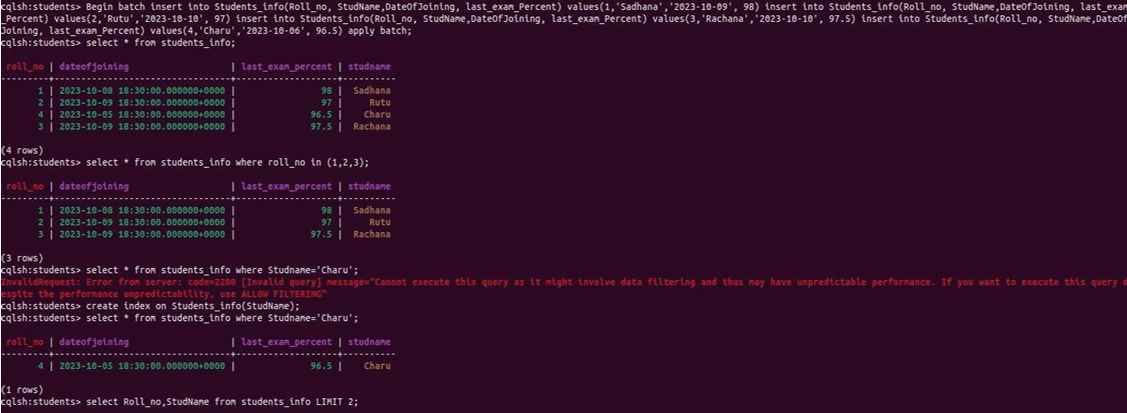 cqlsh:students> Begin batch insert into Students_info(Roll_no, StudName,DateOfJoining, last_exam_Percent) values(1,'Sadhana','2023-10-09', 98) insert into Students_info(Roll_no, StudName,DateOfJoining, last_exam
_Percent) values(2,'Rutu','2023-10-10', 97) insert into Students_info(Roll_no, StudName,DateOfJoining, last_exam_Percent) values(3,'Rachana','2023-10-10', 97.5) insert into Students_info(Roll_no, StudName,DateOf
Joining, last_exam_Percent) values(4,'Charu','2023-10-06', 96.5) apply batch;
cqlsh:students> select * from students_info;
roll_no | dateofjoining | last_exam_percent | studname
---------+---------------------------------+-------------------+----------
1 | 2023-10-08 18:30:00.000000+0000 | 98 | Sadhana
2 | 2023-10-09 18:30:00.000000+0000 | 97 | Rutu
4 | 2023-10-05 18:30:00.000000+0000 | 96.5 | Charu
3 | 2023-10-09 18:30:00.000000+0000 | 97.5 | Rachana
(4 rows)
cqlsh:students> select * from students_info where roll_no in (1,2,3);
roll_no | dateofjoining | last_exam_percent | studname
---------+---------------------------------+-------------------+----------
1 | 2023-10-08 18:30:00.000000+0000 | 98 | Sadhana
2 | 2023-10-09 18:30:00.000000+0000 | 97 | Rutu
3 | 2023-10-09 18:30:00.000000+0000 | 97.5 | Rachana
(3 rows)
cqlsh:students> select * from students_info where Studname='Charu';
InvalidRequest: Error from server: code=2200 [Invalid query] message="Cannot execute this query as it might involve data filtering and thus may have unpredictable performance. If you want to execute this query d
espite the performance unpredictability, use ALLOW FILTERING"
cqlsh:students> create index on Students_info(StudName);
cqlsh:students> select * from students_info where Studname='Charu';
roll_no | dateofjoining | last_exam_percent | studname
---------+---------------------------------+-------------------+----------
4 | 2023-10-05 18:30:00.000000+0000 | 96.5 | Charu
(1 rows)
cqlsh:students> select Roll_no,StudName from students_info LIMIT 2;